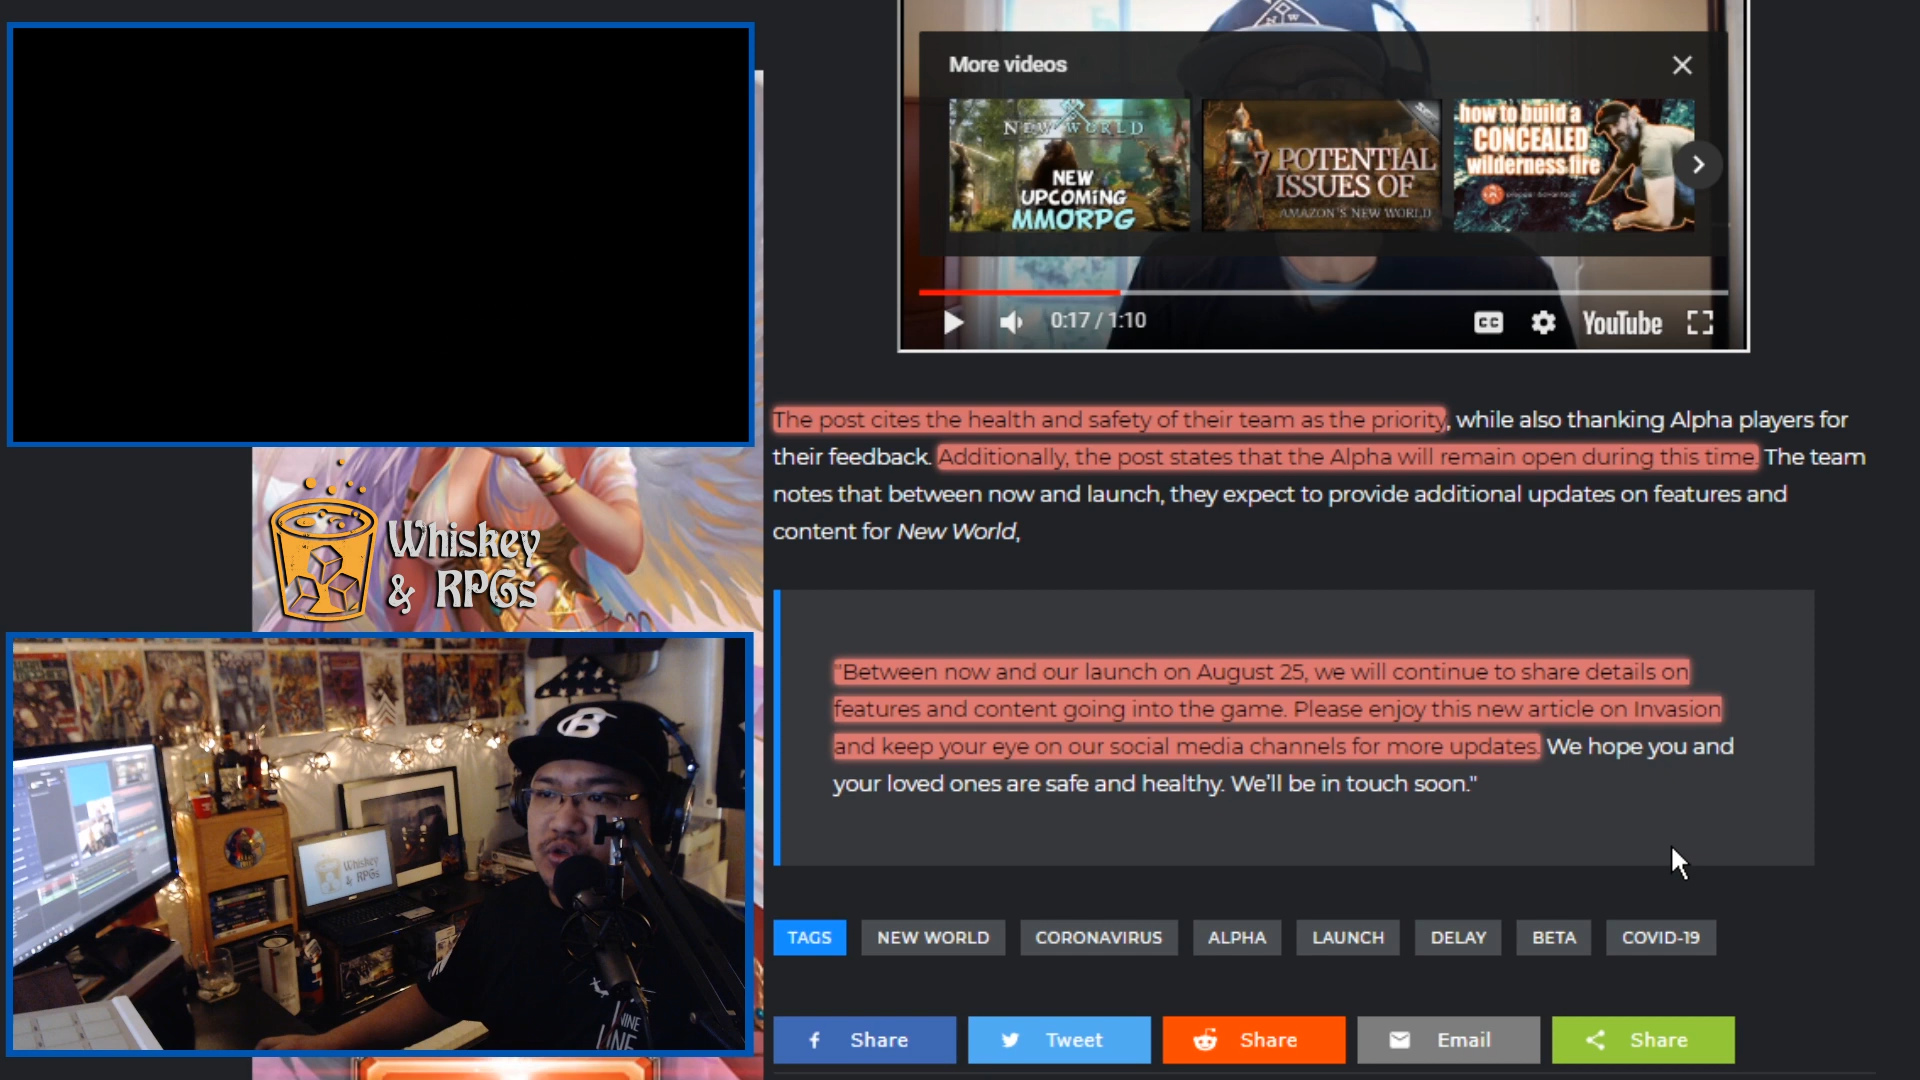 More videos
NEW WORLD
NEW
UPCOMING
MMORPG
7 POTENTIAL
ISSUES OF
AMAZON'S NEW WORLD
how to build a
CONCEALED
wilderness fire
0:17 / 1:10
CC
YouTube
The post cites the health and safety of their team as the priority, while also thanking Alpha players for
their feedback. Additionally, the post states that the Alpha will remain open during this time. The team
notes that between now and launch, they expect to provide additional updates on features and
content for New World,
"Between now and our launch on August 25, we will continue to share details on
features and content going into the game. Please enjoy this new article on Invasion
and keep your eye on our social media channels for more updates. We hope you and
your loved ones are safe and healthy. We'll be in touch soon."
TAGS NEW WORLD CORONAVIRUS ALPHA LAUNCH DELAY BETA COVID-19
Share Tweet Share Email Share
Whiskey
& RPGs
B
Whiskey
& RPGs
NINE
LINE